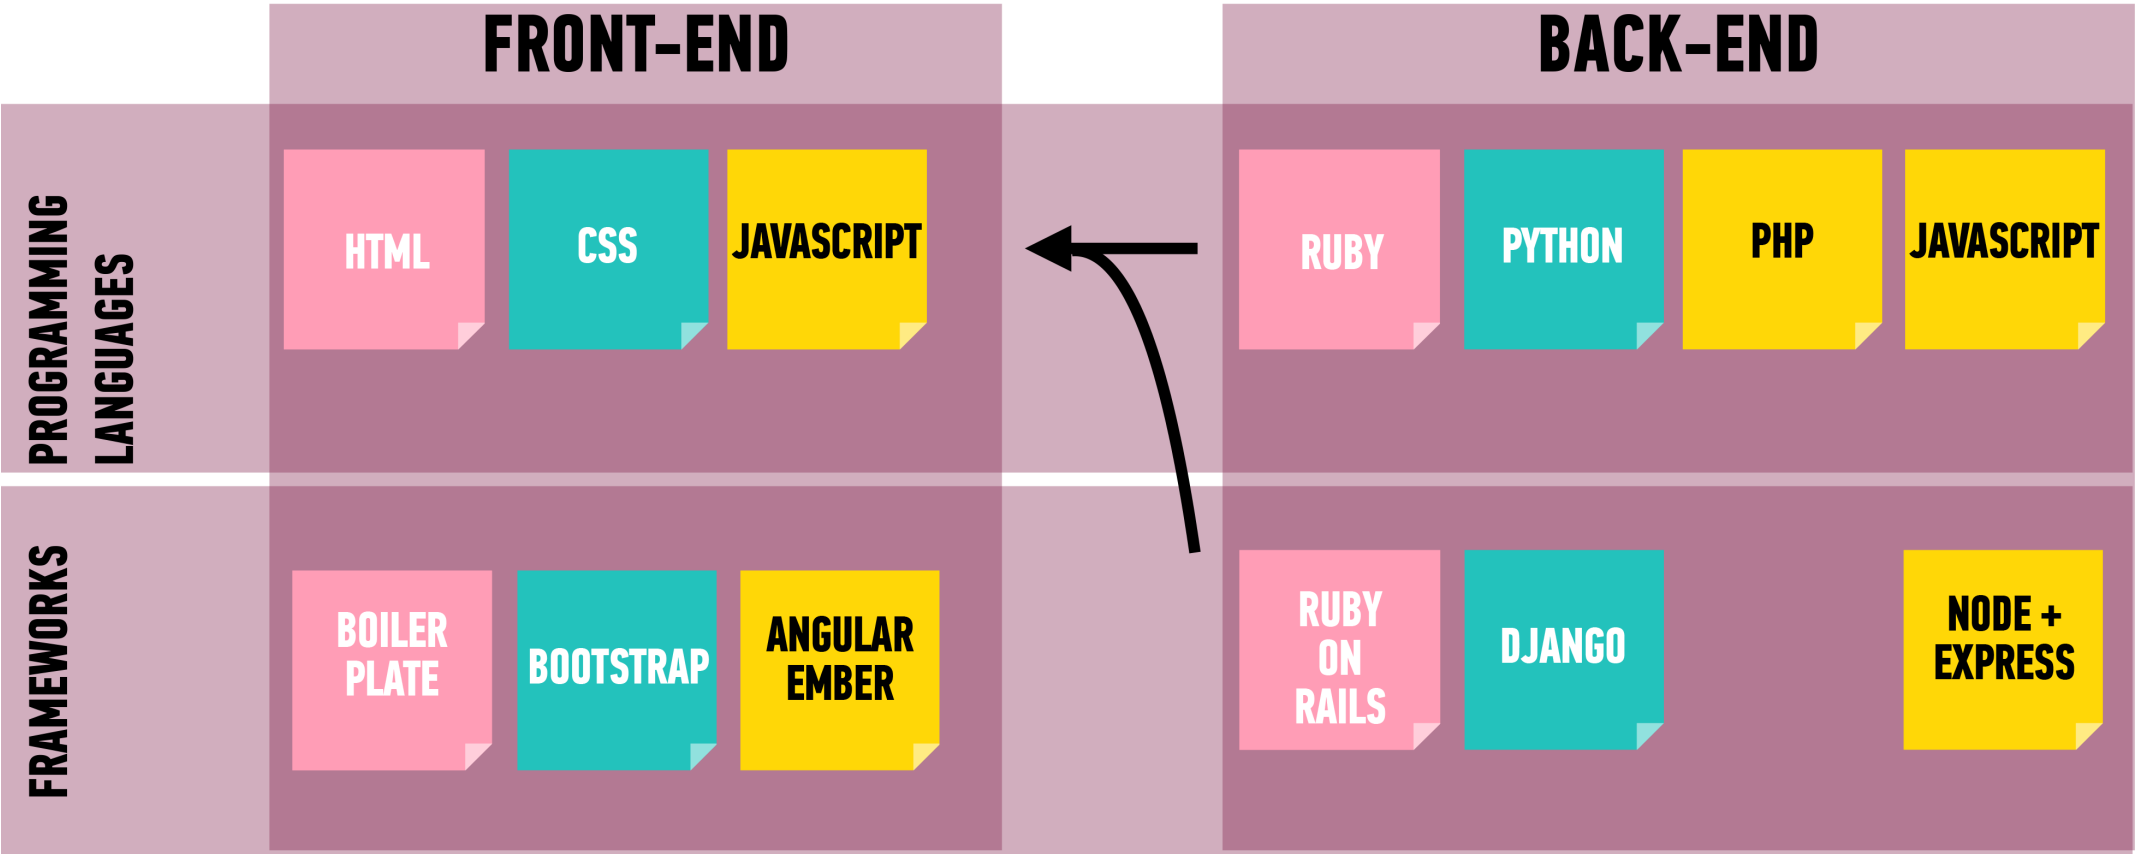 FRONT-END
BACK-END
PROGRAMMING
LANGUAGES
HTML
CSS
JAVASCRIPT
RUBY
PYTHON
PHP
JAVASCRIPT
FRAMEWORKS
BOILER
PLATE
BOOTSTRAP
ANGULAR
EMBER
RUBY
ON
RAILS
DJANGO
NODE +
EXPRESS